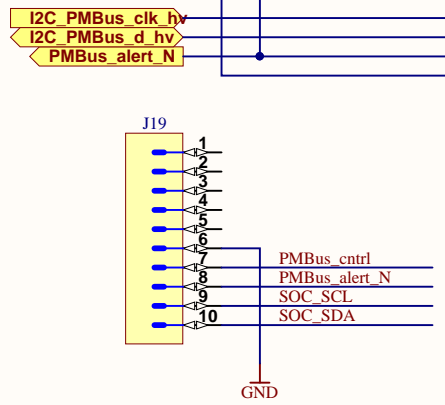 I2C_PMBus_clk_hv
I2C_PMBus_d_hv
PMBus_alert_N
J19
1
2
3
4
5
6
7 PMBus_cntrl
8 PMBus_alert_N
9 SOC_SCL
10 SOC_SDA
GND